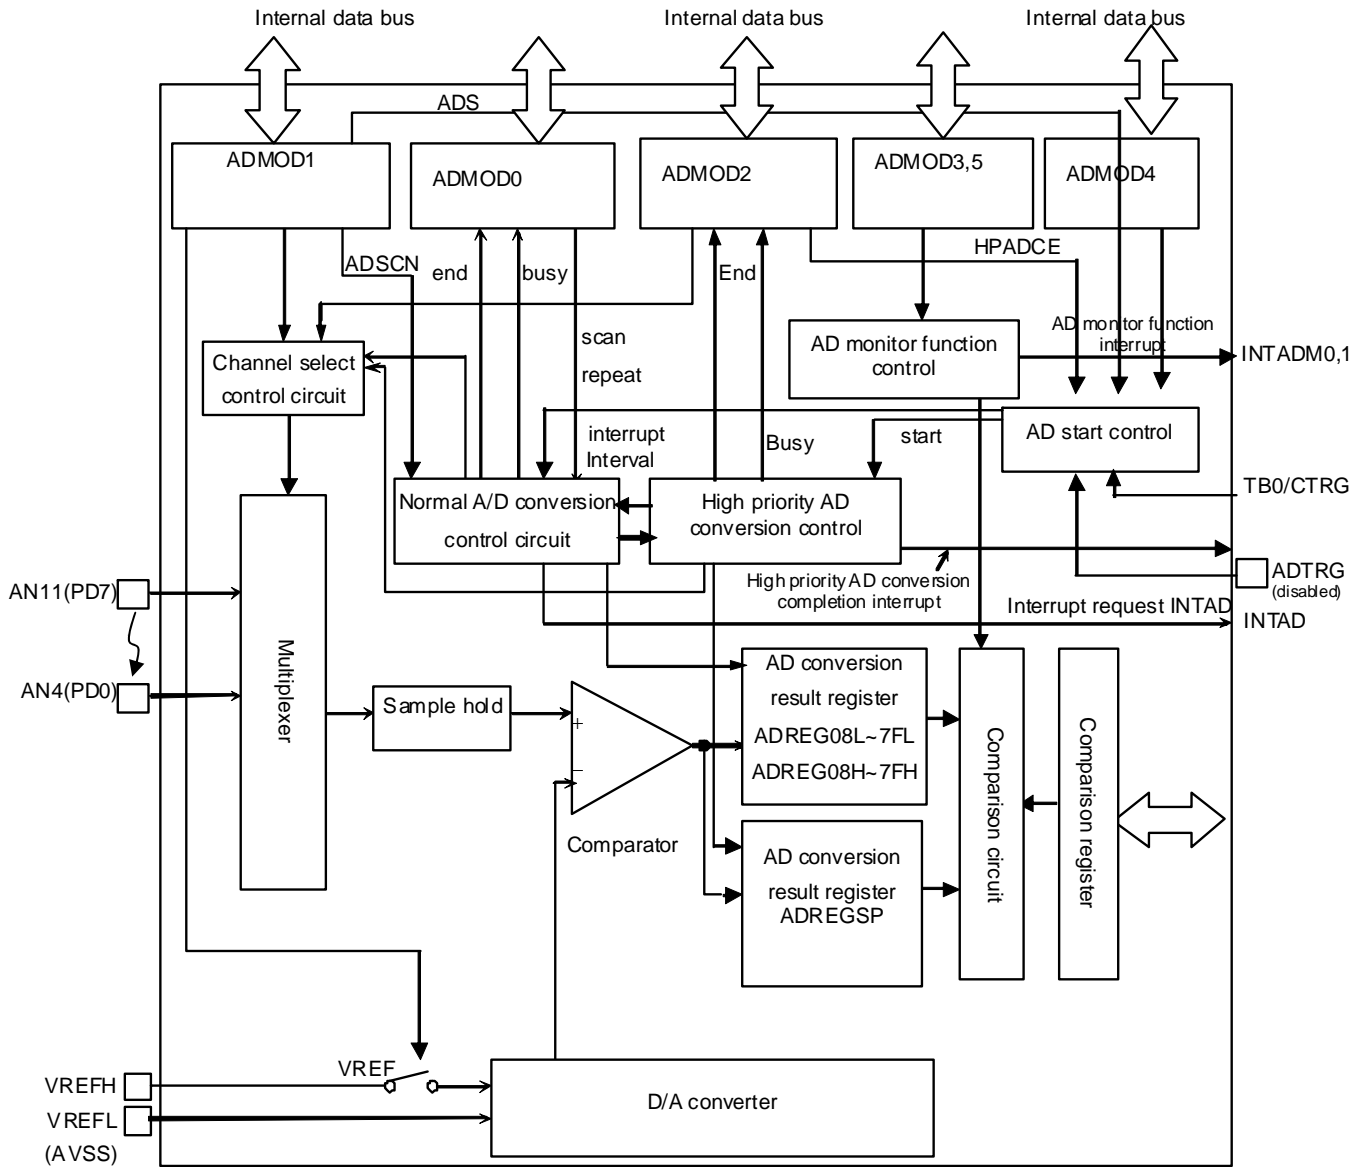 Internal data bus
Internal data bus
Internal data bus
ADS
ADMOD1
ADMOD0
ADMOD2
ADMOD3,5
ADMOD4
ADSCN
end
busy
End
HPADCE
scan
repeat
interrupt
Interval
Busy
start
AD monitor function
interrupt
INTADM0,1
Channel select
control circuit
AD monitor function
control
AD start control
TB0/CTRG
Normal A/D conversion
control circuit
High priority AD
conversion control
High priority AD conversion
completion interrupt
ADTRG
(disabled)
Interrupt request INTAD
INTAD
AN11(PD7)
AN4(PD0)
Multiplexer
Sample hold
+
−
Comparator
AD conversion
result register
ADREG08L~7FL
ADREG08H~7FH
AD conversion
result register
ADREGSP
Comparison circuit
Comparison register
VREF
VREFH
VREFL
(AVSS)
D/A converter